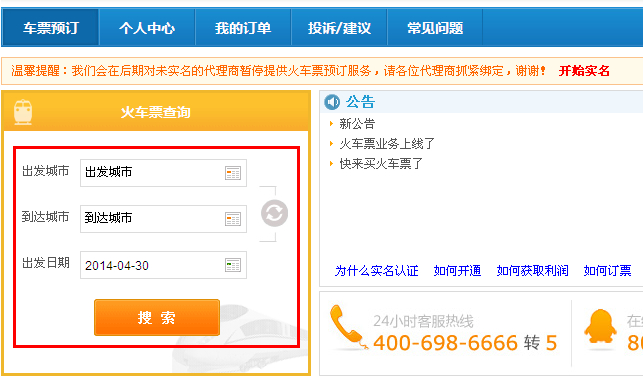 车票预订 个人中心 我的订单 投诉/建议 常见问题
温馨提醒：我们会在后期对未实名的代理商暂停提供火车票预订服务，请各位代理商抓紧绑定，谢谢！ 开始实名
火车票查询
出发城市 出发城市
到达城市 到达城市
出发日期 2014-04-30
搜 索
公告
新公告
火车票业务上线了
快来买火车票了
为什么实名认证 如何开通 如何获取利润 如何订票
24小时客服热线
400-698-6666 转 5
在线
80